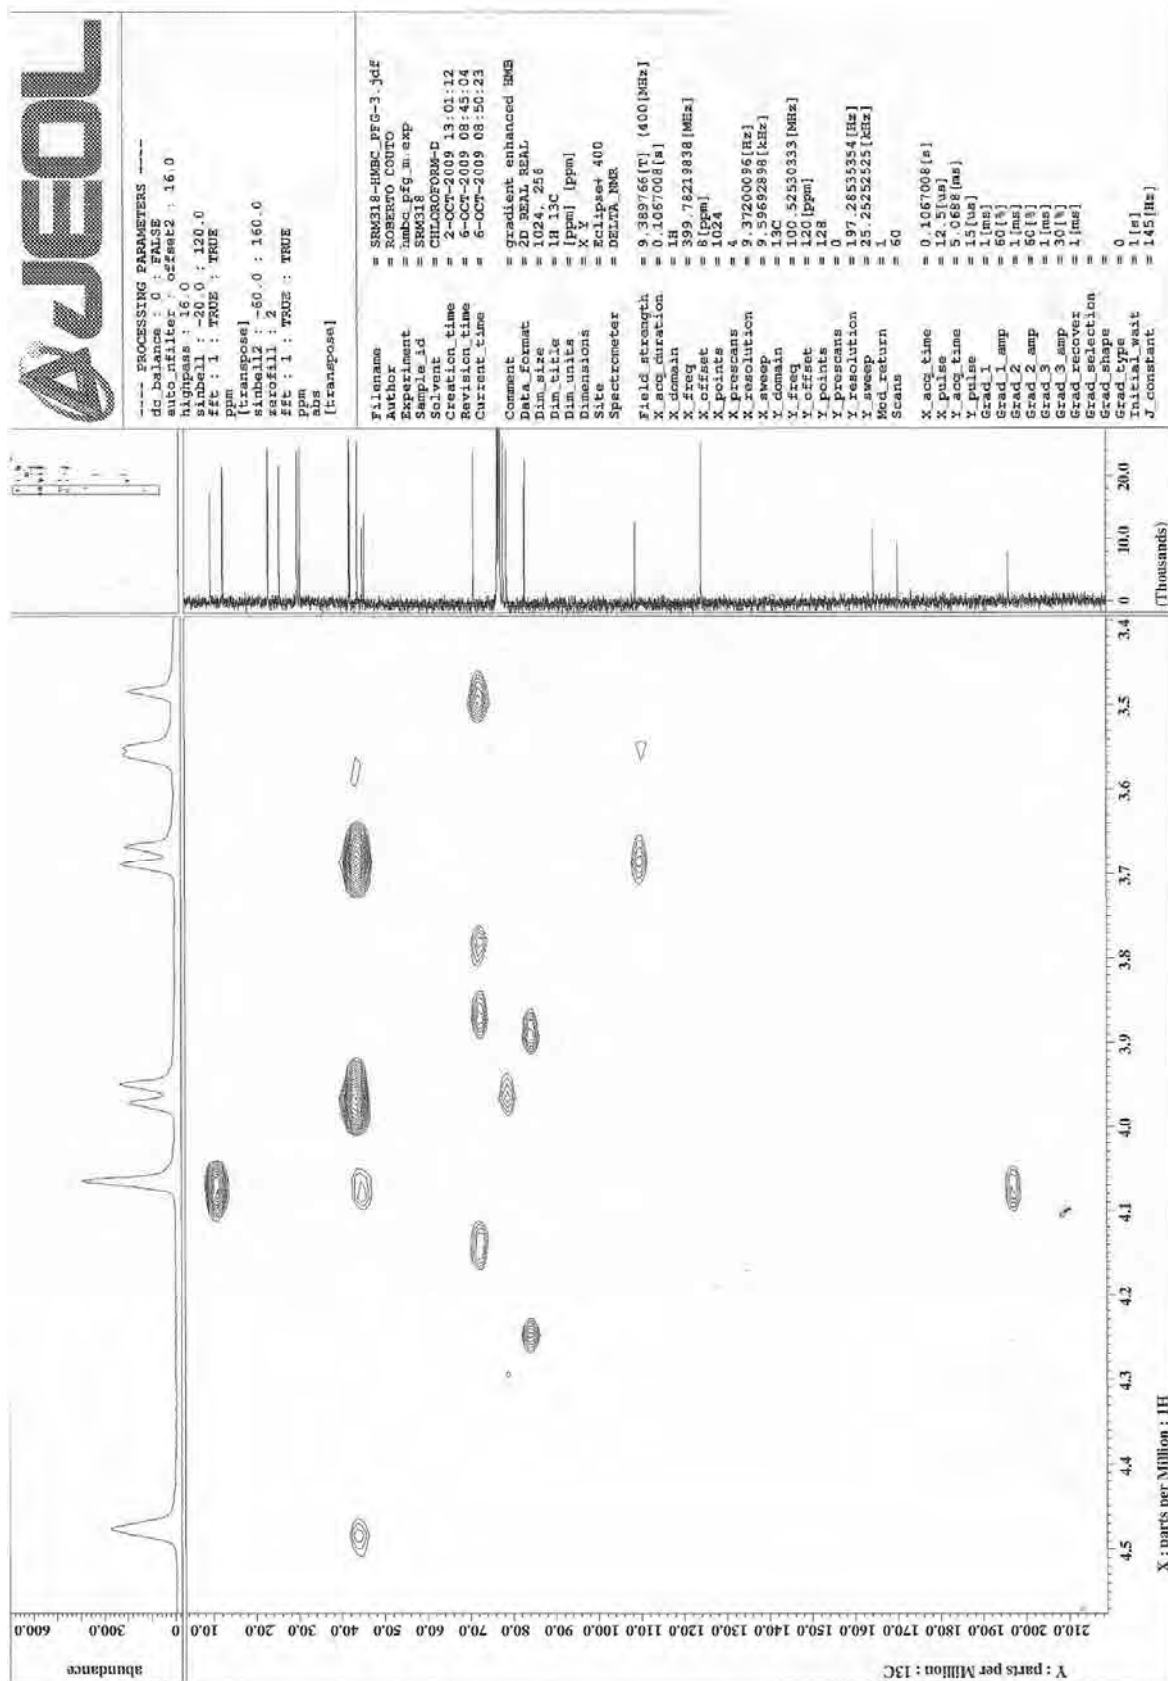 JEOL
---- PROCESSING PARAMETERS ----
dc_balance : 0 : FALSE
auto_nfilter : offset2 : 16.0
highpass : 16.0
sinbell : -20.0 : 120.0
fft : 1 : TRUE : TRUE
ppm
[transpose]
sinbell2 : -60.0 : 160.0
zerofill : 2
fft : 1 : TRUE : TRUE
ppm
abs
[transpose]
Filename = SRM318-HMBC_PFG-3.jdf
Author = ROBERTO COUTO
Experiment = hmbc_pfg_m.exp
Sample_id = SRM318
Solvent = CHLOROFORM-D
Creation_time = 2-OCT-2009 13:01:12
Revision_time = 6-OCT-2009 08:45:04
Current_time = 6-OCT-2009 08:50:23
Comment = gradient enhanced HMB
Data_format = 2D REAL REAL
Dim_size = 1024, 256
Dim_title = 1H 13C
Dim_units = [ppm] [ppm]
Dimensions = X Y
Site = Eclipse+ 400
Spectrometer = DELTA_NMR
Field_strength = 9.389766[T] (400[MHz]
X_acq_duration = 0.1067008[s]
X_domain = 1H
X_freq = 399.78219838[MHz]
X_offset = 8[ppm]
X_points = 1024
X_prescans = 4
X_resolution = 9.37200096[Hz]
X_sweep = 9.59692898[kHz]
Y_domain = 13C
Y_freq = 100.52530333[MHz]
Y_offset = 120[ppm]
Y_points = 128
Y_prescans = 0
Y_resolution = 197.28535354[Hz]
Y_sweep = 25.25252525[kHz]
Mod_return = 1
Scans = 60
X_acq_time = 0.1067008[s]
X_pulse = 12.5[us]
Y_acq_time = 5.0688[ms]
Y_pulse = 15[us]
Grad_1 = 1[ms]
Grad_1_amp = 60[%]
Grad_2 = 1[ms]
Grad_2_amp = 60[%]
Grad_3 = 1[ms]
Grad_3_amp = 30[%]
Grad_recover = 1[ms]
Grad_selection =
Grad_shape =
Grad_type = 0
Initial_wait = 1[s]
J_constant = 145[Hz]
abundance
0 300.0 600.0
10.0 20.0 30.0 40.0 50.0 60.0 70.0 80.0 90.0 100.0 110.0 120.0 130.0 140.0 150.0 160.0 170.0 180.0 190.0 200.0 210.0
Y : parts per Million : 13C
4.5 4.4 4.3 4.2 4.1 4.0 3.9 3.8 3.7 3.6 3.5 3.4
X : parts per Million : 1H
0 10.0 20.0
(Thousands)